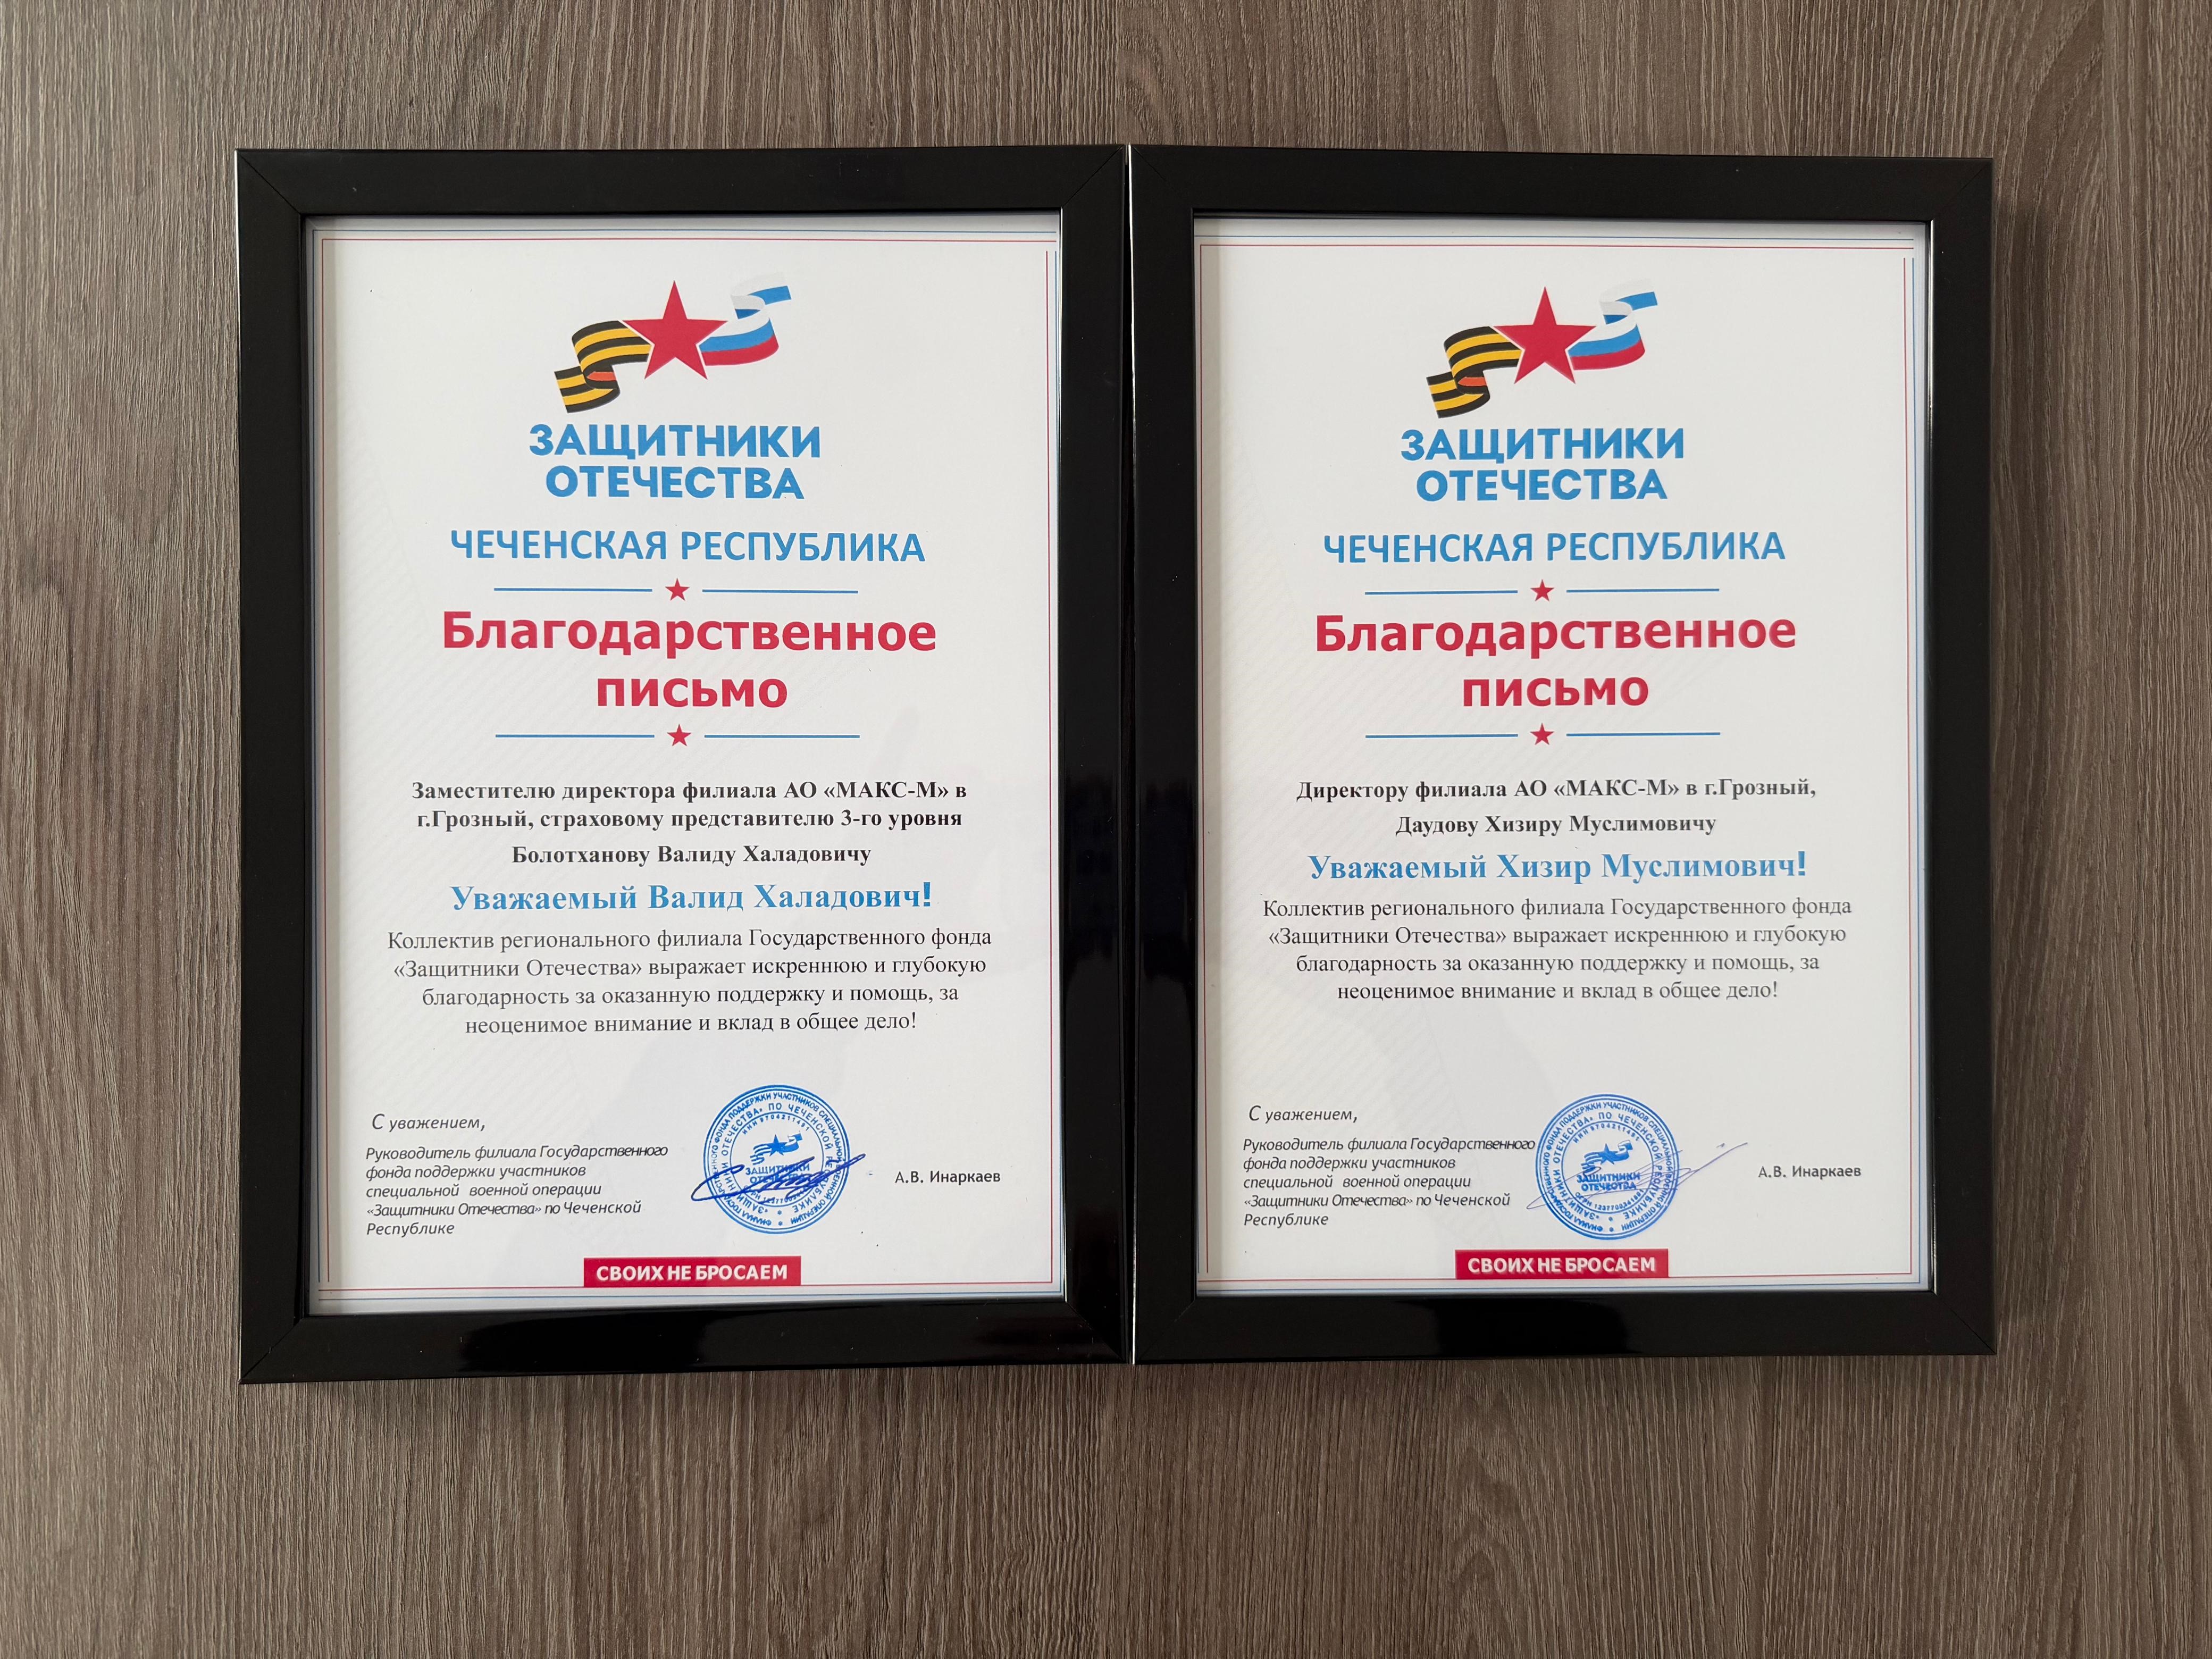 ЗАЩИТНИКИ
ОТЕЧЕСТВА
ЧЕЧЕНСКАЯ РЕСПУБЛИКА
Благодарственное
письмо
Заместителю директора филиала АО «МАКС-М» в
г.Грозный, страховому представителю 3-го уровня
Болотханову Валиду Халадовичу
Уважаемый Валид Халадович!
Коллектив регионального филиала Государственного фонда
«Защитники Отечества» выражает искреннюю и глубокую
благодарность за оказанную поддержку и помощь, за
неоценимое внимание и вклад в общее дело!
С уважением,
Руководитель филиала Государственного
фонда поддержки участников
специальной военной операции
«Защитники Отечества» по Чеченской
Республике
ЗАЩИТНИКИ
А.В. Инаркаев
СВОИХ НЕ БРОСАЕМ
ЗАЩИТНИКИ
ОТЕЧЕСТВА
ЧЕЧЕНСКАЯ РЕСПУБЛИКА
Благодарственное
письмо
Директору филиала АО «МАКС-М» в г.Грозный,
Даудову Хизиру Муслимовичу
Уважаемый Хизир Муслимович!
Коллектив регионального филиала Государственного фонда
«Защитники Отечества» выражает искреннюю и глубокую
благодарность за оказанную поддержку и помощь, за
неоценимое внимание и вклад в общее дело!
С уважением,
Руководитель филиала Государственного
фонда поддержки участников
специальной военной операции
«Защитники Отечества» по Чеченской
Республике
ЗАЩИТНИКИ
ОТЕЧЕСТВА
А.В. Инаркаев
СВОИХ НЕ БРОСАЕМ